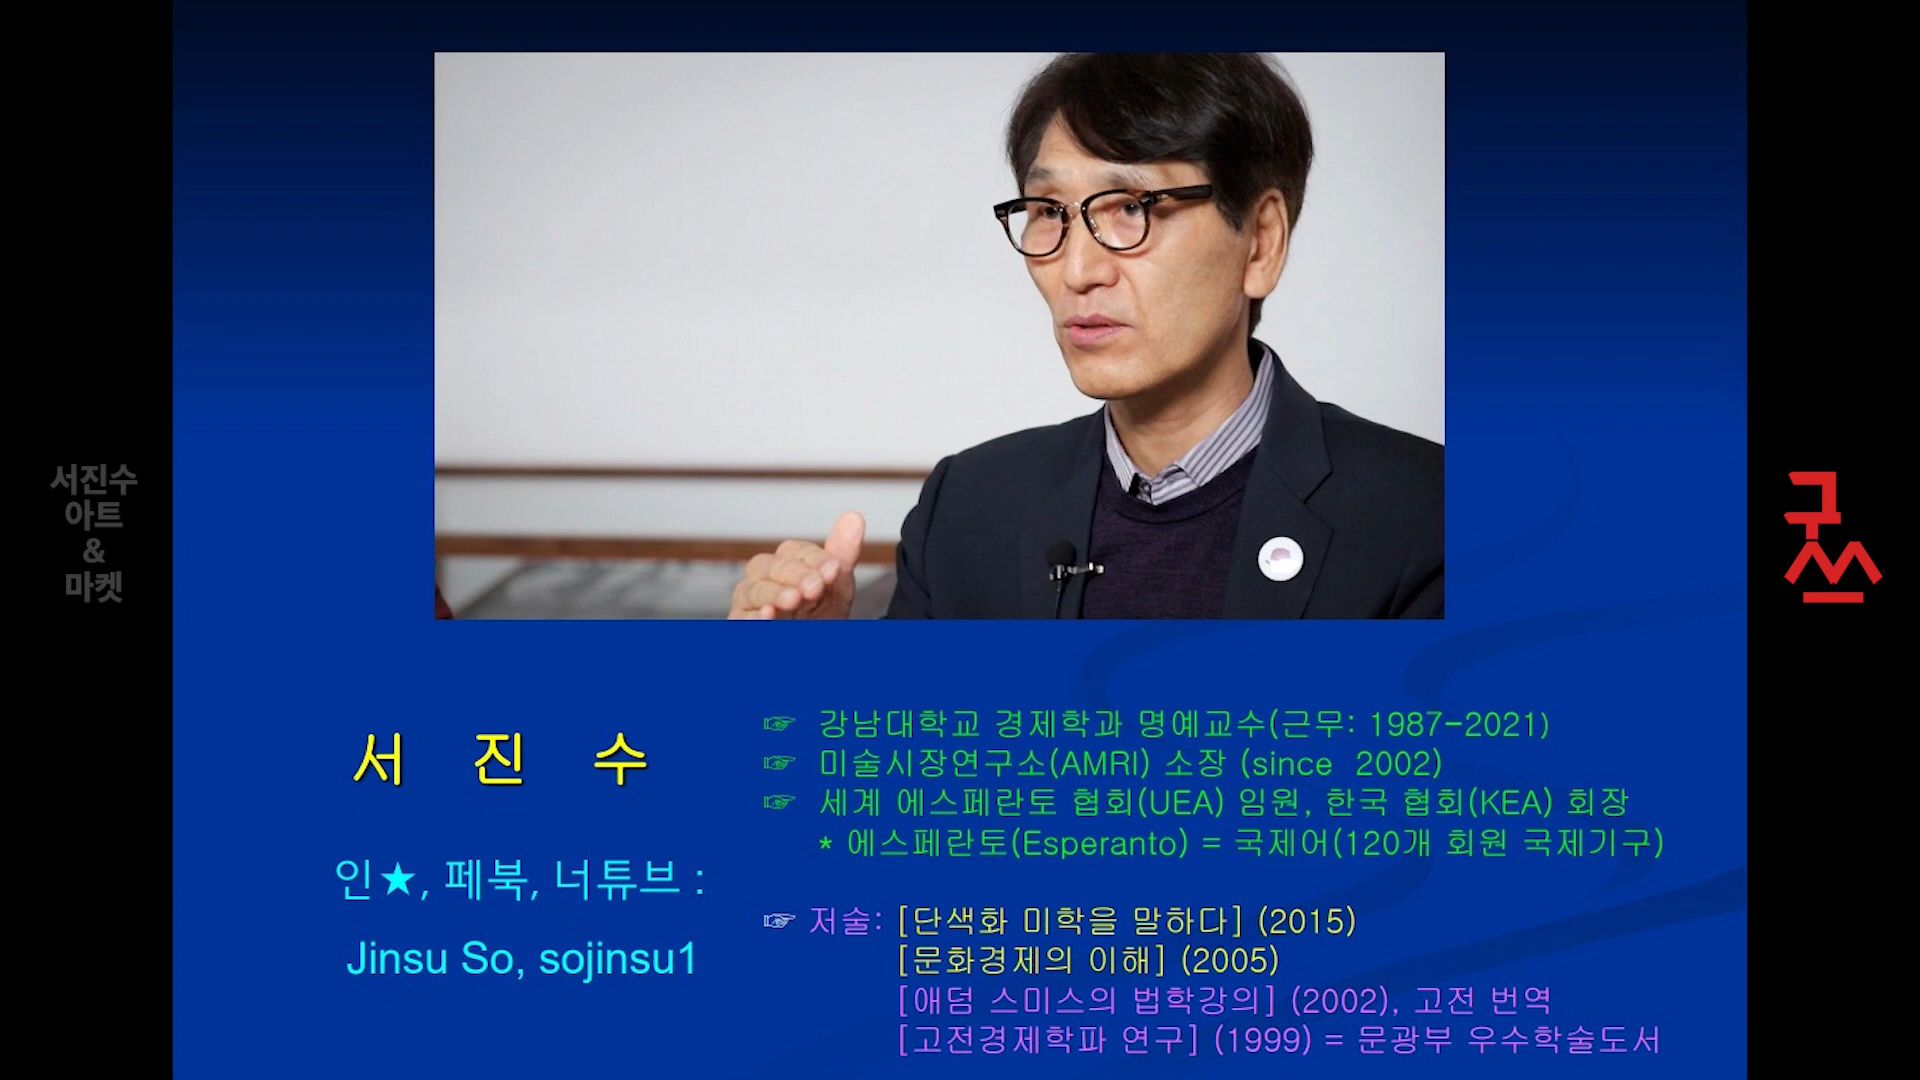 서진수
아트
&
마켓
굿쓰
서 진 수
인★, 페북, 너튜브 :
Jinsu So, sojinsu1
☞ 강남대학교 경제학과 명예교수(근무: 1987-2021)
☞ 미술시장연구소(AMRI) 소장 (since 2002)
☞ 세계 에스페란토 협회(UEA) 임원, 한국 협회(KEA) 회장
* 에스페란토(Esperanto) = 국제어(120개 회원 국제기구)
☞ 저술: [단색화 미학을 말하다] (2015)
[문화경제의 이해] (2005)
[애덤 스미스의 법학강의] (2002), 고전 번역
[고전경제학파 연구] (1999) = 문광부 우수학술도서